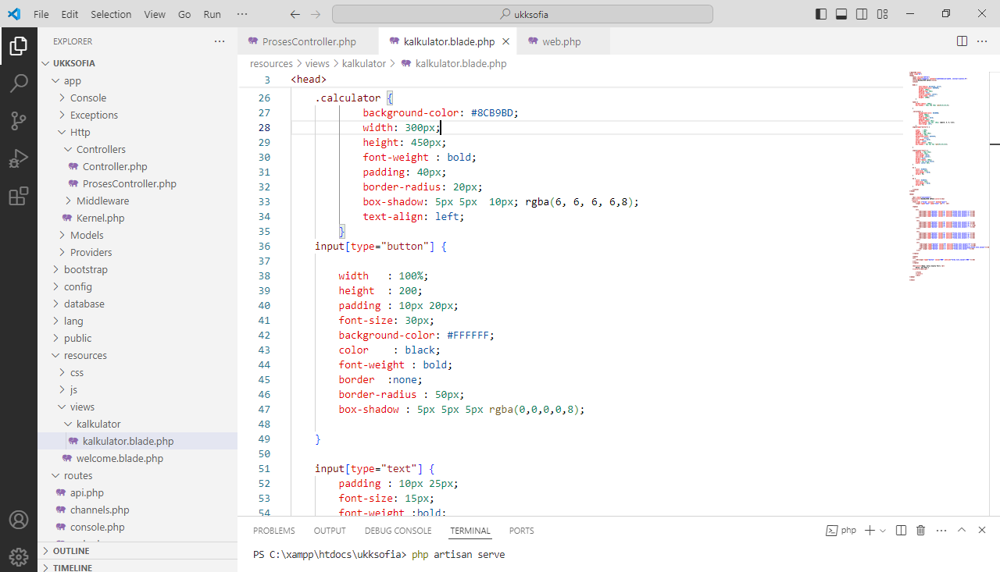 File Edit Selection View Go Run ··· ukksofia
EXPLORER ···
UKKSOFIA
app
Console
Exceptions
Http
Controllers
Controller.php
ProsesController.php
Middleware
Kernel.php
Models
Providers
bootstrap
config
database
lang
public
resources
css
js
views
kalkulator
kalkulator.blade.php
welcome.blade.php
routes
api.php
channels.php
console.php
OUTLINE
TIMELINE
ProsesController.php kalkulator.blade.php web.php ···
resources > views > kalkulator > kalkulator.blade.php
3 <head>
26 .calculator {
27 background-color: #8CB9BD;
28 width: 300px;
29 height: 450px;
30 font-weight : bold;
31 padding: 40px;
32 border-radius: 20px;
33 box-shadow: 5px 5px  10px; rgba(6, 6, 6, 6,8);
34 text-align: left;
35 }
36 input[type="button"] {
37
38 width   : 100%;
39 height  : 200;
40 padding : 10px 20px;
41 font-size: 30px;
42 background-color: #FFFFFF;
43 color    : black;
44 font-weight : bold;
45 border  :none;
46 border-radius : 50px;
47 box-shadow : 5px 5px 5px rgba(0,0,0,0,8);
48
49 }
50
51 input[type="text"] {
52 padding : 10px 25px;
53 font-size: 15px;
54 font-weight :bold;
PROBLEMS OUTPUT DEBUG CONSOLE TERMINAL PORTS php ···
PS C:\xampp\htdocs\ukksofia> php artisan serve